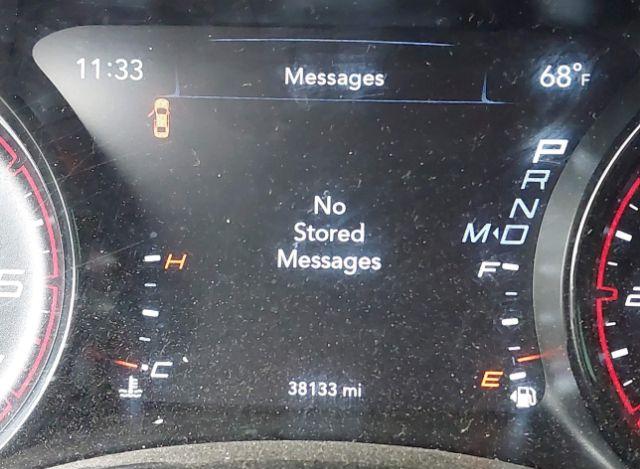 11:33
Messages
68°F
P
R
N
M◂D
No
Stored
Messages
H
F
C
E
38133 mi